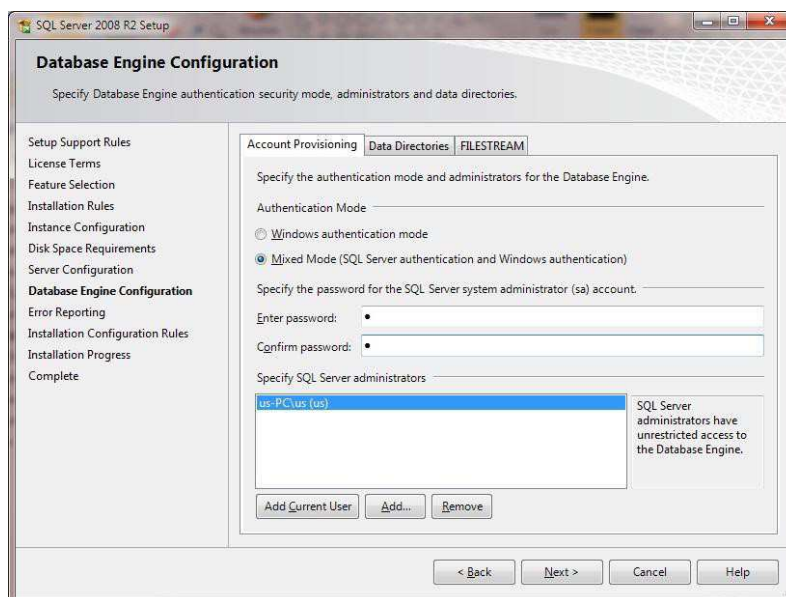 SQL Server 2008 R2 Setup
Database Engine Configuration
Specify Database Engine authentication security mode, administrators and data directories.
Setup Support Rules
License Terms
Feature Selection
Installation Rules
Instance Configuration
Disk Space Requirements
Server Configuration
Database Engine Configuration
Error Reporting
Installation Configuration Rules
Installation Progress
Complete
Account Provisioning Data Directories FILESTREAM
Specify the authentication mode and administrators for the Database Engine.
Authentication Mode
Windows authentication mode
Mixed Mode (SQL Server authentication and Windows authentication)
Specify the password for the SQL Server system administrator (sa) account.
Enter password: ●
Confirm password: ●
Specify SQL Server administrators
us-PC\us (us)
SQL Server
administrators have
unrestricted access to
the Database Engine.
Add Current User Add... Remove
< Back Next > Cancel Help